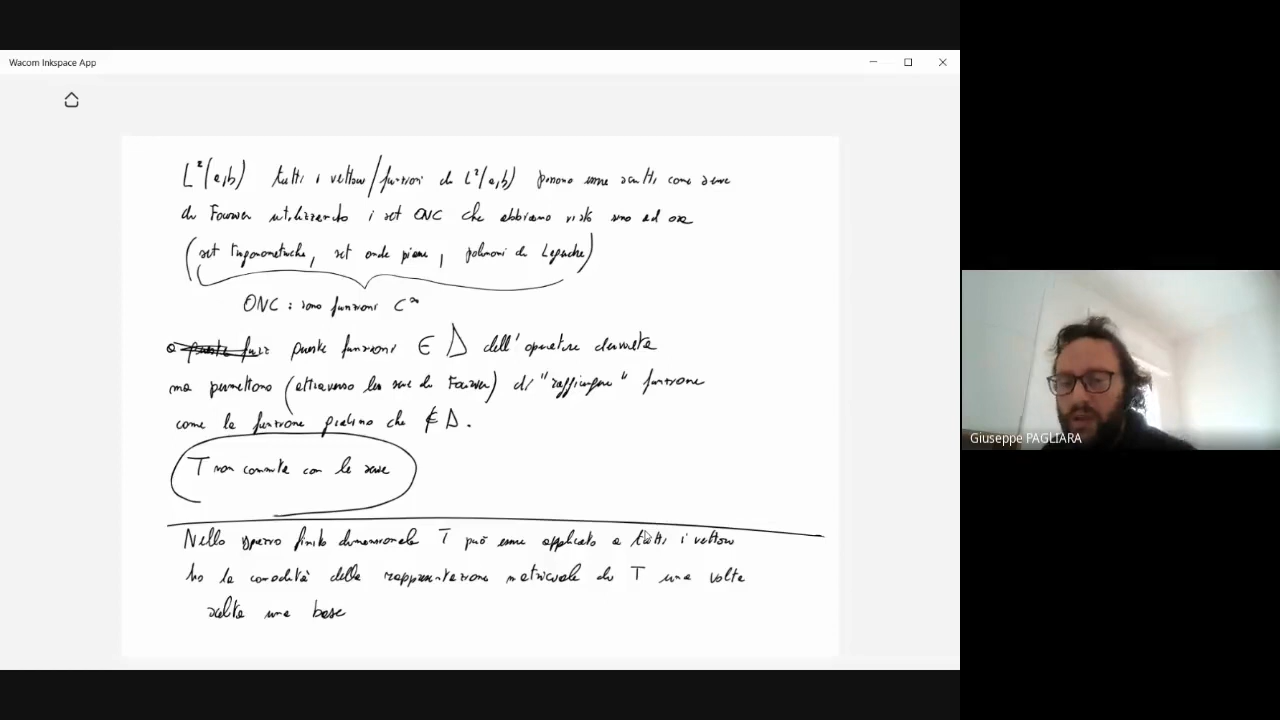 Wacom Inkspace App
L²(a,b) tutti i vettori/funzioni di L²(a,b) possono essere scritti come serie
di Fourier utilizzando i set ONC che abbiamo visto sino ad ora
(set trigonometriche, set onde piane, polinomi di Legendre)
ONC : sono funzioni C∞
queste funzioni ∈ D dell'operatore derivata
ma permettono (attraverso la serie di Fourier) di "raggiungere" funzione
come la funzione gradino che ∉ D.
T non commuta con le serie
Nello spazio finito dimensionale T può essere applicato a tutti i vettori
ho la comodità della rappresentazione matriciale di T una volta
scelta una base
Giuseppe PAGLIARA